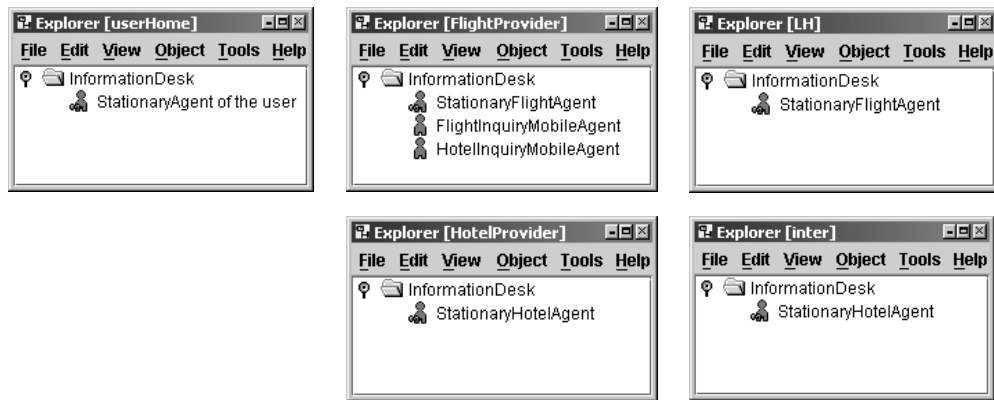 Explorer [userHome]
File Edit View Object Tools Help
InformationDesk
StationaryAgent of the user
Explorer [FlightProvider]
File Edit View Object Tools Help
InformationDesk
StationaryFlightAgent
FlightInquiryMobileAgent
HotelInquiryMobileAgent
Explorer [LH]
File Edit View Object Tools Help
InformationDesk
StationaryFlightAgent
Explorer [HotelProvider]
File Edit View Object Tools Help
InformationDesk
StationaryHotelAgent
Explorer [inter]
File Edit View Object Tools Help
InformationDesk
StationaryHotelAgent